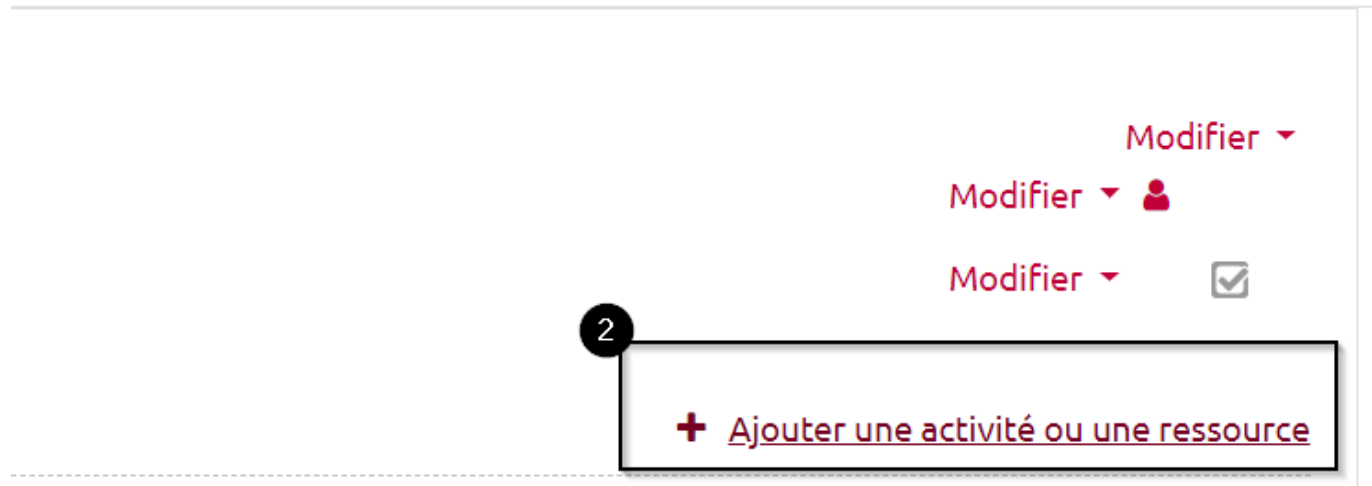 Modifier
Modifier
Modifier
2
Ajouter une activité ou une ressource